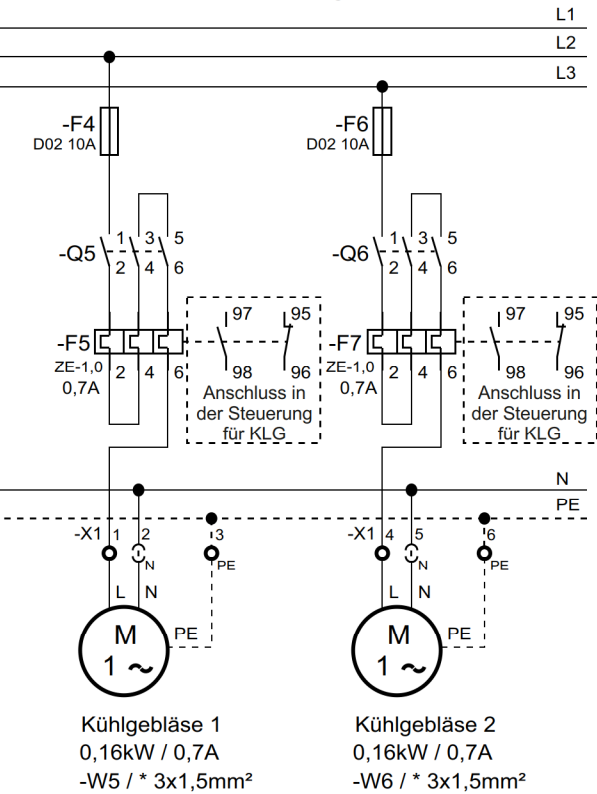 L1
L2
L3
-F4
D02 10A
-F6
D02 10A
-Q5
1 3 5
2 4 6
-Q6
1 3 5
2 4 6
-F5
ZE-1,0
0,7A
2 4 6
97 95
98 96
Anschluss in
der Steuerung
für KLG
-F7
ZE-1,0
0,7A
2 4 6
97 95
98 96
Anschluss in
der Steuerung
für KLG
N
PE
-X1 1 2 3
N PE
-X1 4 5 6
N PE
L N
M
1 ~
PE
L N
M
1 ~
PE
Kühlgebläse 1
0,16kW / 0,7A
-W5 / * 3x1,5mm²
Kühlgebläse 2
0,16kW / 0,7A
-W6 / * 3x1,5mm²